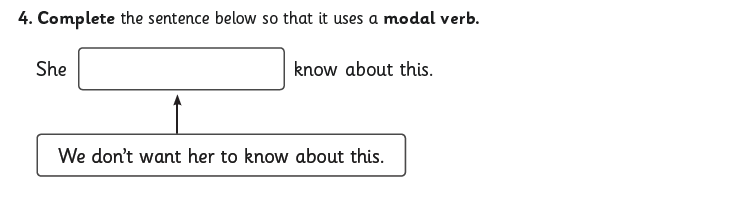 4. Complete the sentence below so that it uses a modal verb.
She know about this.
We don't want her to know about this.